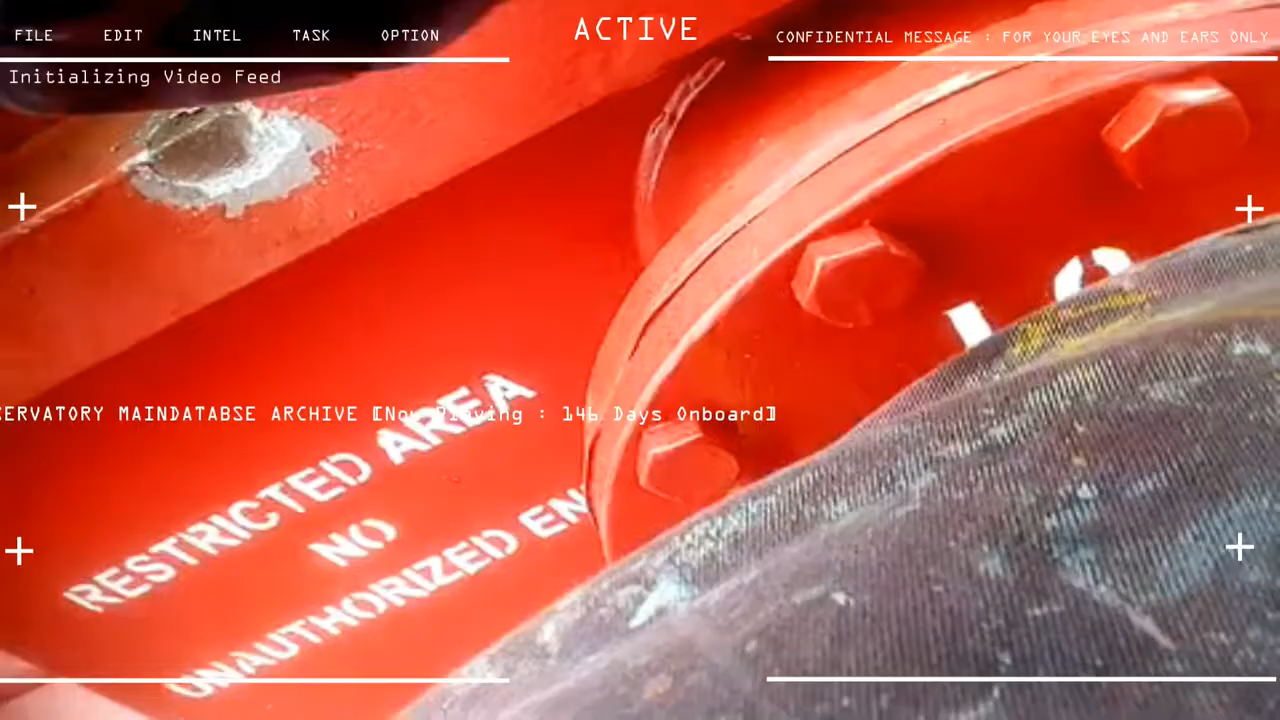 FILE EDIT INTEL TASK OPTION
ACTIVE
CONFIDENTIAL MESSAGE : FOR YOUR EYES AND EARS ONLY
Initializing Video Feed
ERVATORY MAINDATABSE ARCHIVE [Now Playing : 146 Days Onboard]
RESTRICTED AREA
NO
UNAUTHORIZED EN